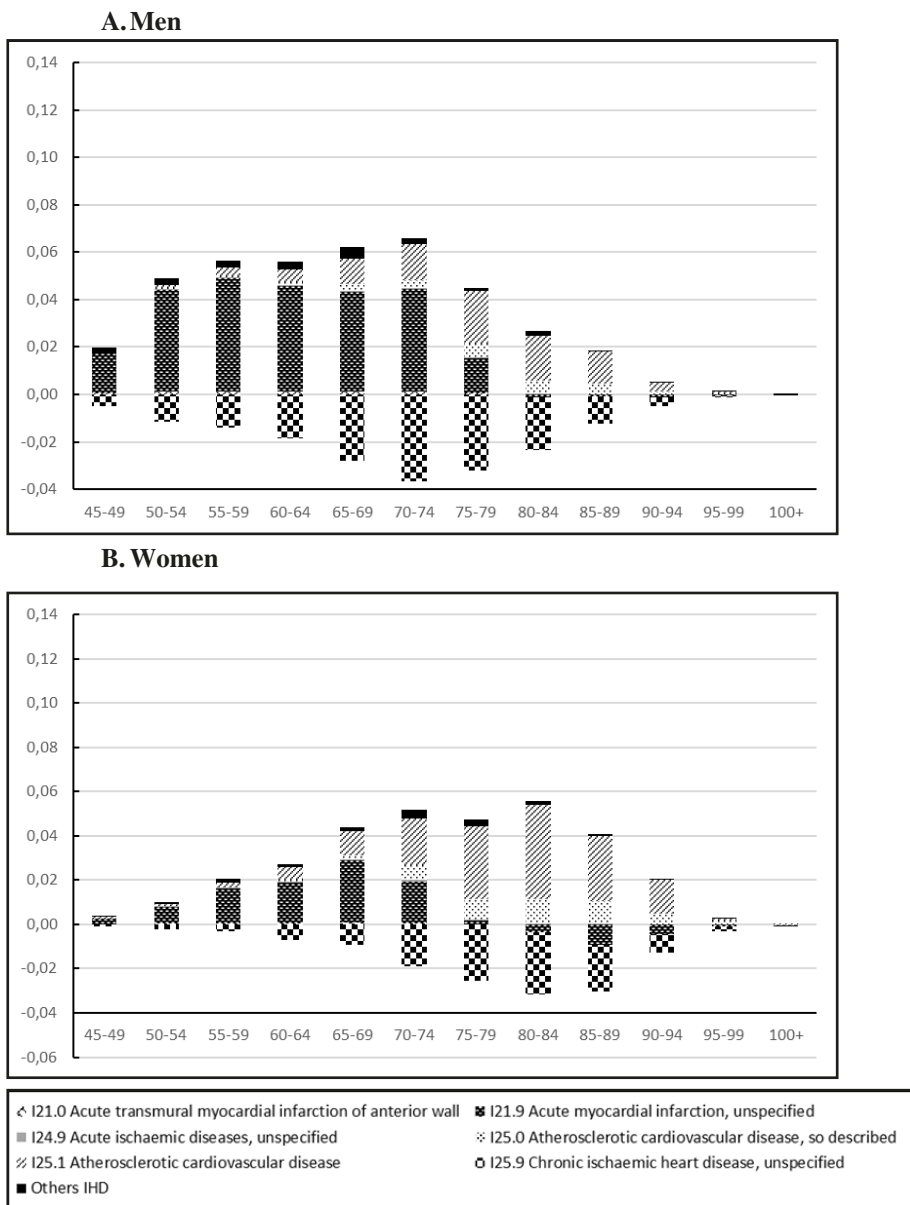 A. Men
0,14
0,12
0,10
0,08
0,06
0,04
0,02
0,00
-0,02
-0,04
45-49 50-54 55-59 60-64 65-69 70-74 75-79 80-84 85-89 90-94 95-99 100+
B. Women
0,14
0,12
0,10
0,08
0,06
0,04
0,02
0,00
-0,02
-0,04
45-49 50-54 55-59 60-64 65-69 70-74 75-79 80-84 85-89 90-94 95-99 100+
-0,06
I21.0 Acute transmural myocardial infarction of anterior wall I21.9 Acute myocardial infarction, unspecified
I24.9 Acute ischaemic diseases, unspecified I25.0 Atherosclerotic cardiovascular disease, so described
I25.1 Atherosclerotic cardiovascular disease I25.9 Chronic ischaemic heart disease, unspecified
Others IHD